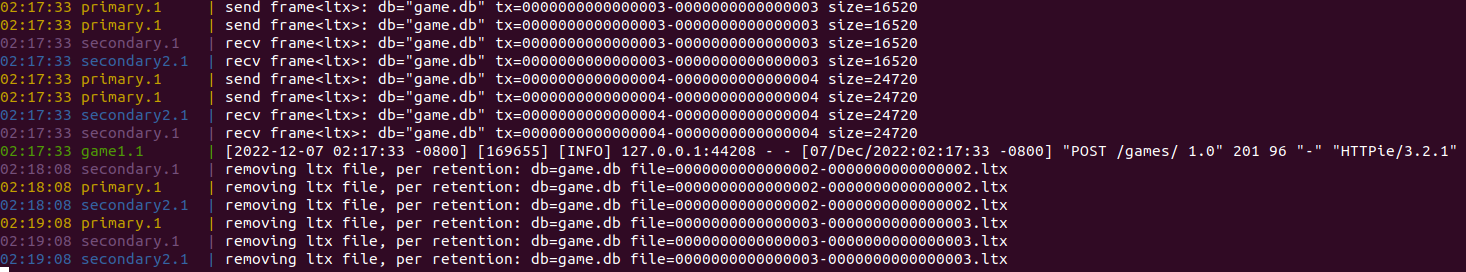 02:17:33 primary.1 | send frame<ltx>: db="game.db" tx=0000000000000003-0000000000000003 size=16520
02:17:33 primary.1 | send frame<ltx>: db="game.db" tx=0000000000000003-0000000000000003 size=16520
02:17:33 secondary.1 | recv frame<ltx>: db="game.db" tx=0000000000000003-0000000000000003 size=16520
02:17:33 secondary2.1 | recv frame<ltx>: db="game.db" tx=0000000000000003-0000000000000003 size=16520
02:17:33 primary.1 | send frame<ltx>: db="game.db" tx=0000000000000004-0000000000000004 size=24720
02:17:33 primary.1 | send frame<ltx>: db="game.db" tx=0000000000000004-0000000000000004 size=24720
02:17:33 secondary2.1 | recv frame<ltx>: db="game.db" tx=0000000000000004-0000000000000004 size=24720
02:17:33 secondary.1 | recv frame<ltx>: db="game.db" tx=0000000000000004-0000000000000004 size=24720
02:17:33 game1.1 | [2022-12-07 02:17:33 -0800] [169655] [INFO] 127.0.0.1:44208 - - [07/Dec/2022:02:17:33 -0800] "POST /games/ 1.0" 201 96 "-" "HTTPie/3.2.1"
02:18:08 secondary.1 | removing ltx file, per retention: db=game.db file=0000000000000002-0000000000000002.ltx
02:18:08 primary.1 | removing ltx file, per retention: db=game.db file=0000000000000002-0000000000000002.ltx
02:18:08 secondary2.1 | removing ltx file, per retention: db=game.db file=0000000000000002-0000000000000002.ltx
02:19:08 primary.1 | removing ltx file, per retention: db=game.db file=0000000000000003-0000000000000003.ltx
02:19:08 secondary.1 | removing ltx file, per retention: db=game.db file=0000000000000003-0000000000000003.ltx
02:19:08 secondary2.1 | removing ltx file, per retention: db=game.db file=0000000000000003-0000000000000003.ltx